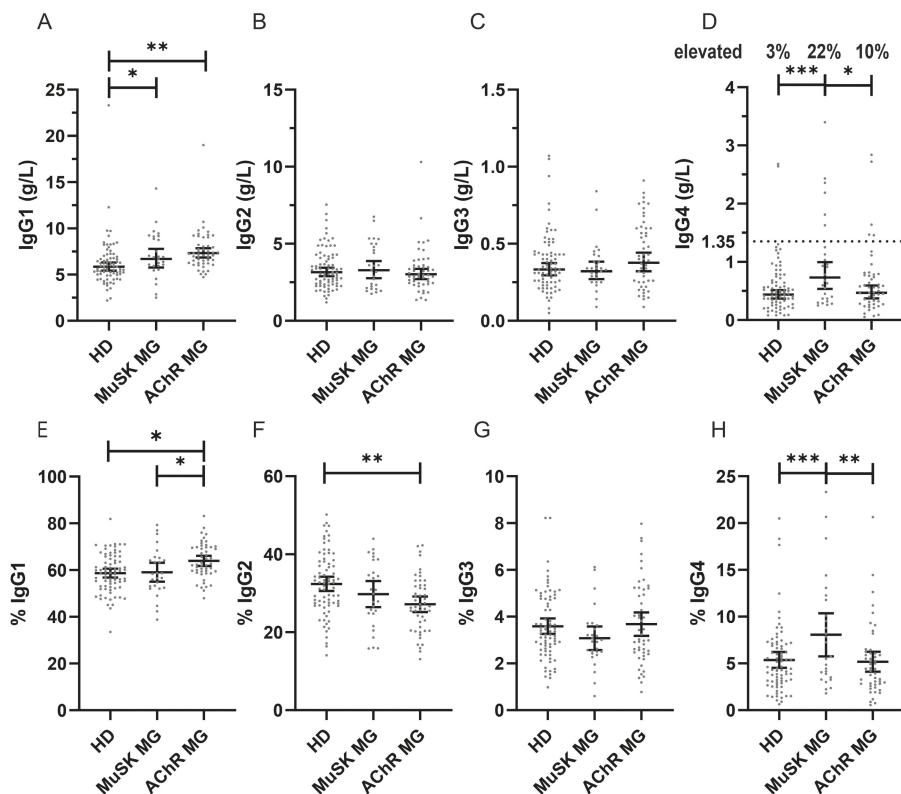 A
B
C
D
elevated 3% 22% 10%
** 
*
*** *
25
20
15
10
5
0
IgG1 (g/L)
HD
MuSK MG
AChR MG
15
10
5
0
IgG2 (g/L)
HD
MuSK MG
AChR MG
1.5
1.0
0.5
0.0
IgG3 (g/L)
HD
MuSK MG
AChR MG
4
3
2
1.35
1
0
IgG4 (g/L)
HD
MuSK MG
AChR MG
E
F
G
H
*
*
**
*** **
100
80
60
40
20
0
% IgG1
HD
MuSK MG
AChR MG
60
40
20
0
% IgG2
HD
MuSK MG
AChR MG
10
8
6
4
2
0
% IgG3
HD
MuSK MG
AChR MG
25
20
15
10
5
0
% IgG4
HD
MuSK MG
AChR MG